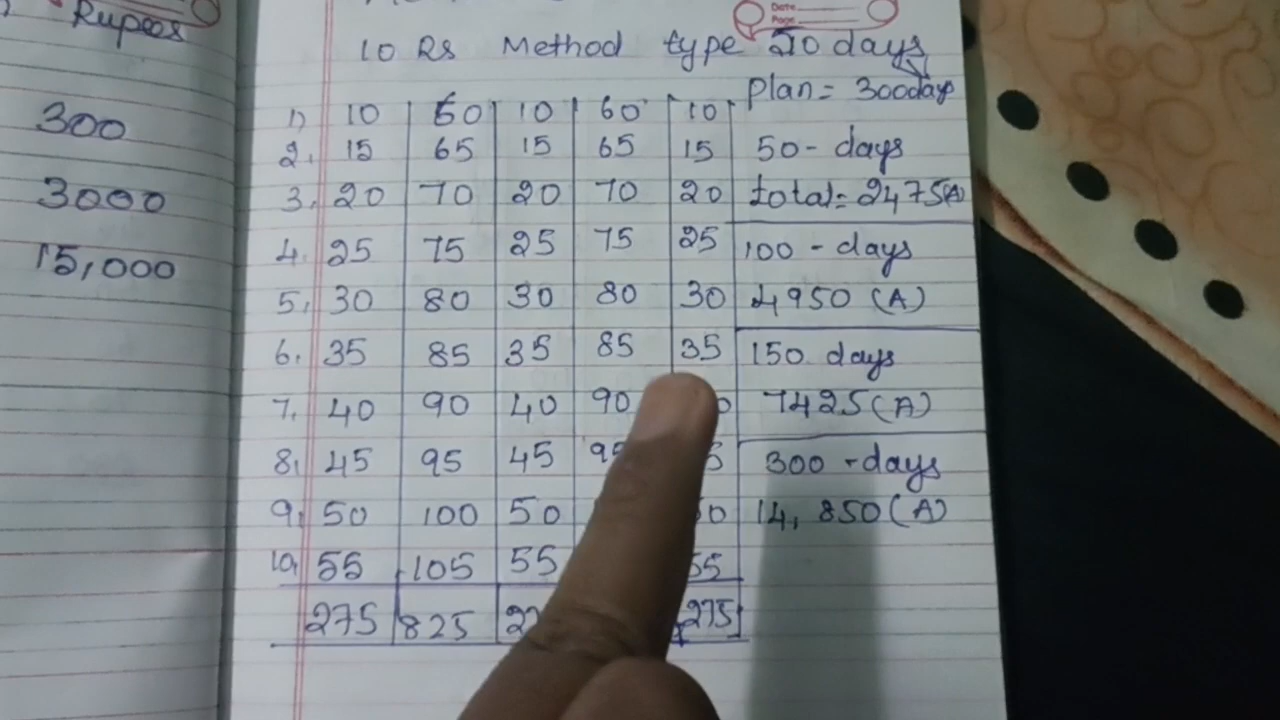 Rupees
300
3000
15,000
Date
Page
10 Rs Method type 20 days
Plan = 300days
1) 10 60 10 60 10
2, 15 65 15 65 15 50 - days
3, 20 70 20 70 20 total = 2475(A)
4. 25 75 25 75 25 100 - days
5, 30 80 30 80 30 4950 (A)
6. 35 85 35 85 35 150 days
7. 40 90 40 90 7425 (A)
8, 45 95 45 300 - days
9, 50 100 50 14,850 (A)
10, 55 105 55 55
275 825 275